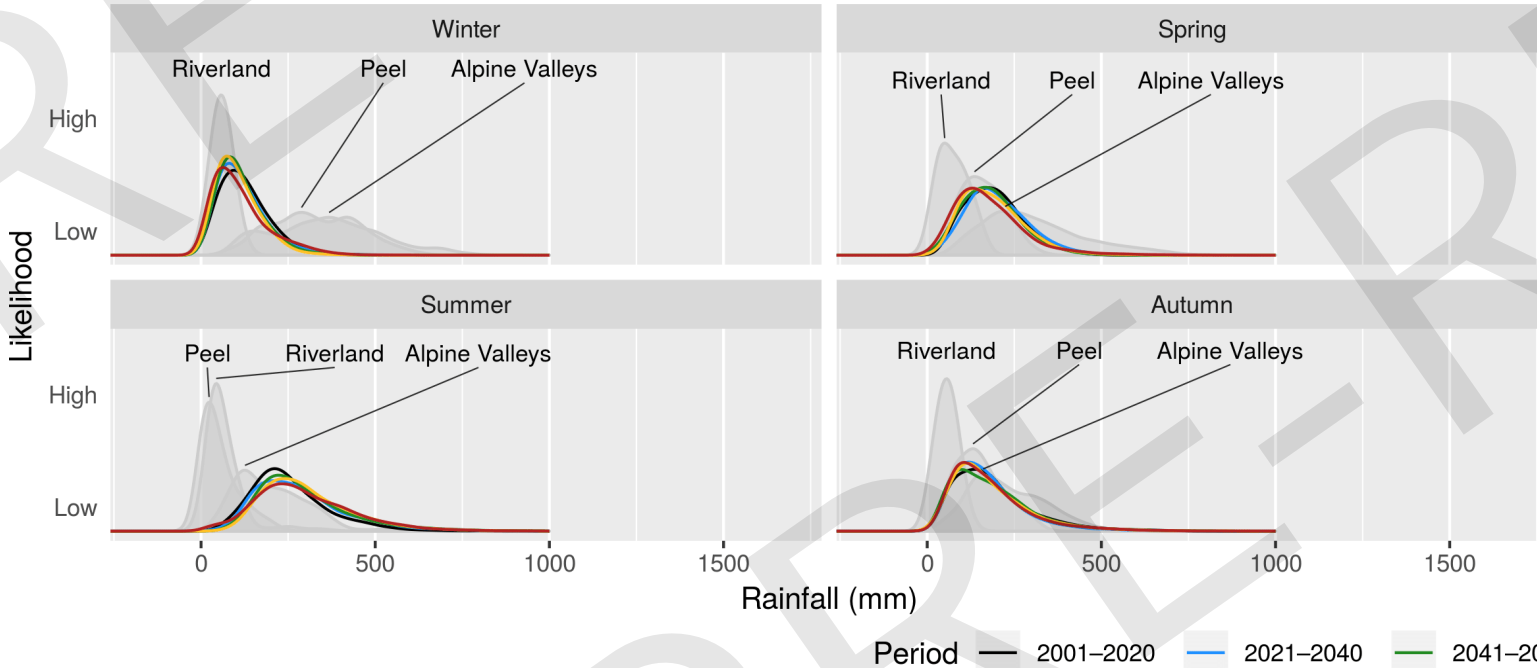 Winter
Spring
Riverland Peel Alpine Valleys
Riverland Peel Alpine Valleys
High
Low
Likelihood
Summer
Autumn
Peel Riverland Alpine Valleys
Riverland Peel Alpine Valleys
High
Low
0 500 1000 1500
0 500 1000 1500
Rainfall (mm)
Period 2001–2020 2021–2040 2041–20